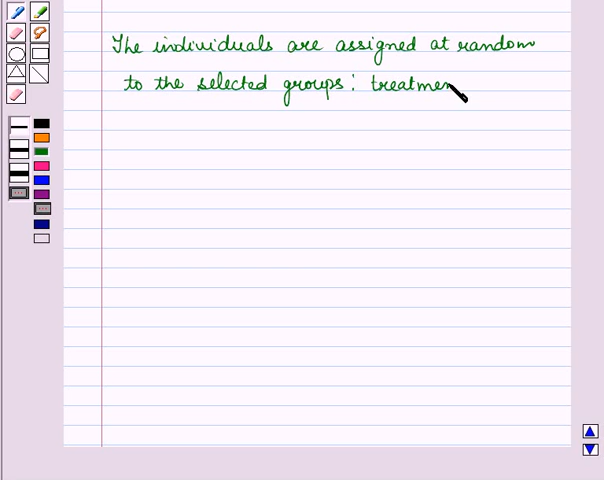 The individuals are assigned at random
to the selected groups: treatmen